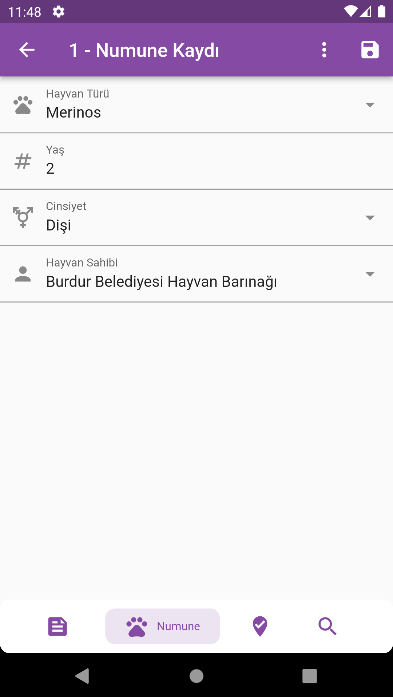 11:48
1 - Numune Kaydı
Hayvan Türü
Merinos
Yaş
2
Cinsiyet
Dişi
Hayvan Sahibi
Burdur Belediyesi Hayvan Barınağı
Numune